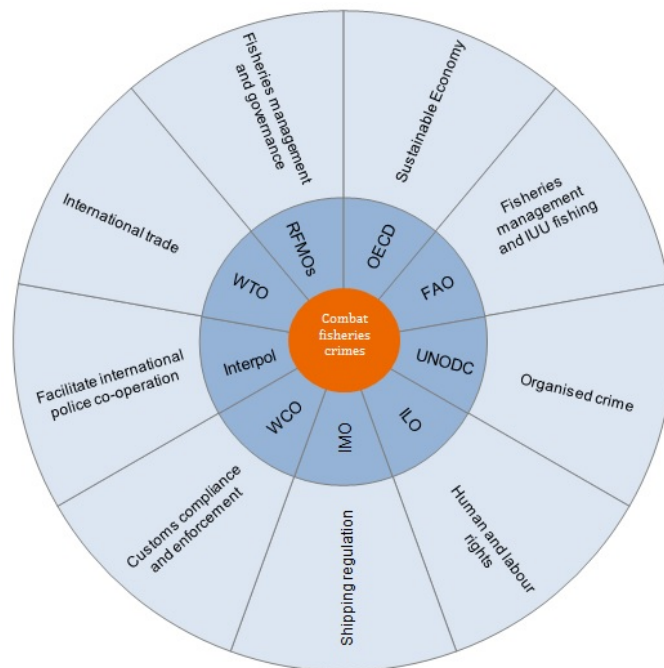 Combat
fisheries
crimes
OECD
Sustainable Economy
FAO
Fisheries
management
and IUU fishing
UNODC
Organised crime
ILO
Human and labour
rights
IMO
Shipping regulation
WCO
Customs compliance
and enforcement
Interpol
Facilitate international
police co-operation
WTO
International trade
RFMOs
Fisheries management
and governance